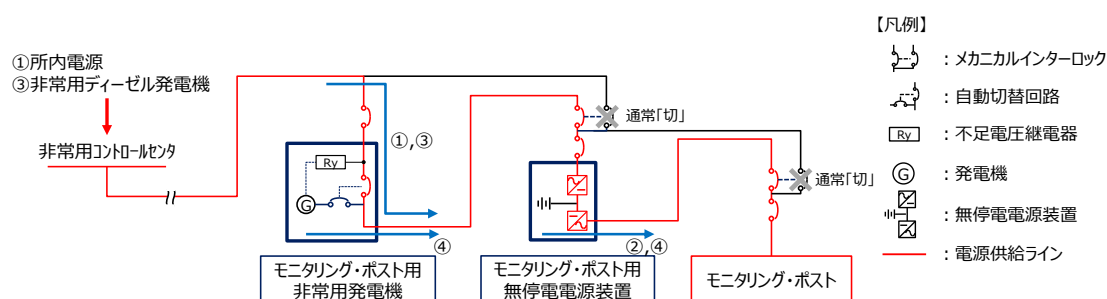 ①所内電源
③非常用ディーゼル発電機
非常用コントロールセンタ
①,③
Ry
G
④
モニタリング・ポスト用
非常用発電機
通常「切」
②,④
モニタリング・ポスト用
無停電電源装置
通常「切」
モニタリング・ポスト
【凡例】
：メカニカルインターロック
：自動切替回路
Ry ：不足電圧継電器
G ：発電機
：無停電電源装置
：電源供給ライン